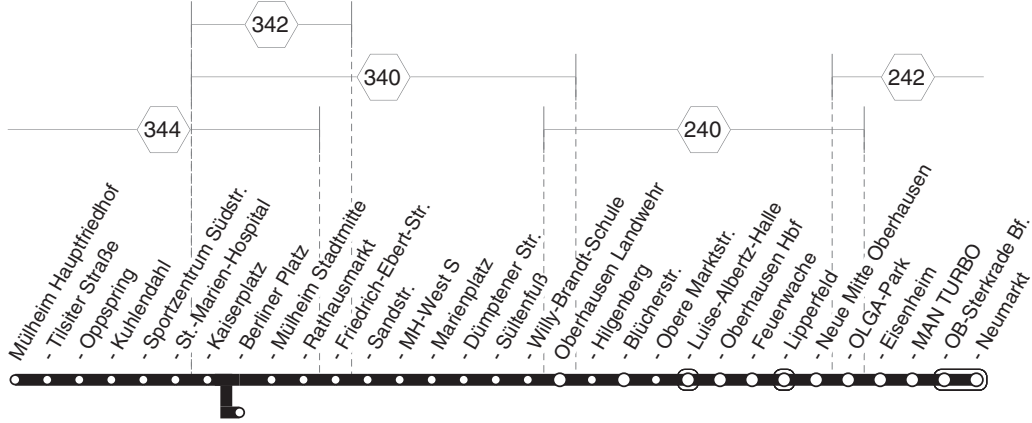 342
340
242
344
240
Mülheim Hauptfriedhof
- Tilsiter Straße
- Oppspring
- Kuhlendahl
- Sportzentrum Südstr.
- St.-Marien-Hospital
- Kaiserplatz
- Berliner Platz
- Mülheim Stadtmitte
- Rathausmarkt
- Friedrich-Ebert-Str.
- Sandstr.
- MH-West S
- Marienplatz
- Dümptener Str.
- Sültenfuß
- Willy-Brandt-Schule
Oberhausen Landwehr
- Hilgenberg
- Blücherstr.
- Obere Marktstr.
- Luise-Albertz-Halle
- Oberhausen Hbf
- Feuerwache
- Lipperfeld
- Neue Mitte Oberhausen
- OLGA-Park
- Eisenheim
- MAN TURBO
- OB-Sterkrade Bf.
- Neumarkt